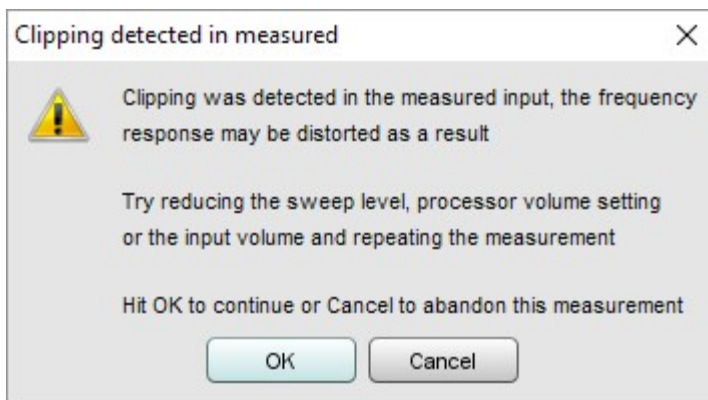 Clipping detected in measured
Clipping was detected in the measured input, the frequency
response may be distorted as a result
Try reducing the sweep level, processor volume setting
or the input volume and repeating the measurement
Hit OK to continue or Cancel to abandon this measurement
OK
Cancel